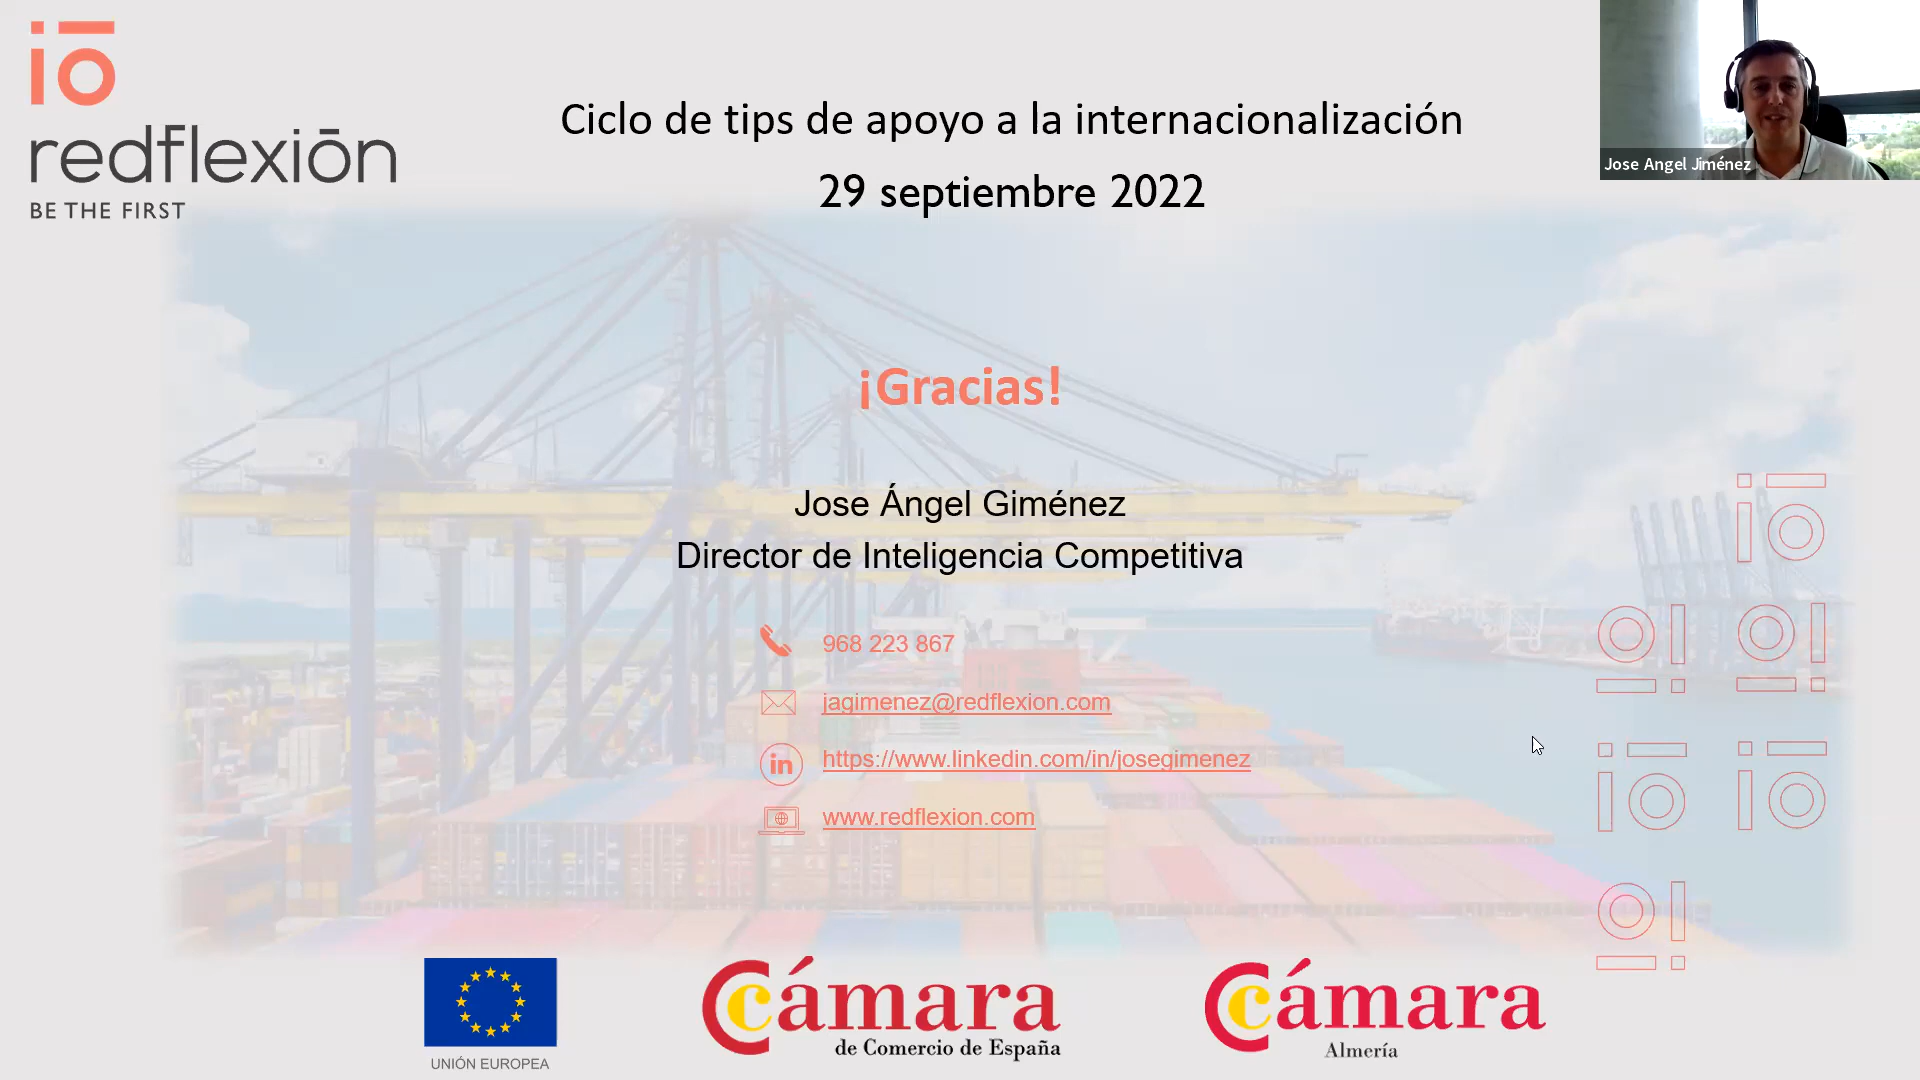 redflexiōn
BE THE FIRST
Ciclo de tips de apoyo a la internacionalización
29 septiembre 2022
Jose Angel Jiménez
¡Gracias!
Jose Ángel Giménez
Director de Inteligencia Competitiva
968 223 867
jagimenez@redflexion.com
in
https://www.linkedin.com/in/josegimenez
www.redflexion.com
UNIÓN EUROPEA
Cámara
de Comercio de España
Cámara
Almería